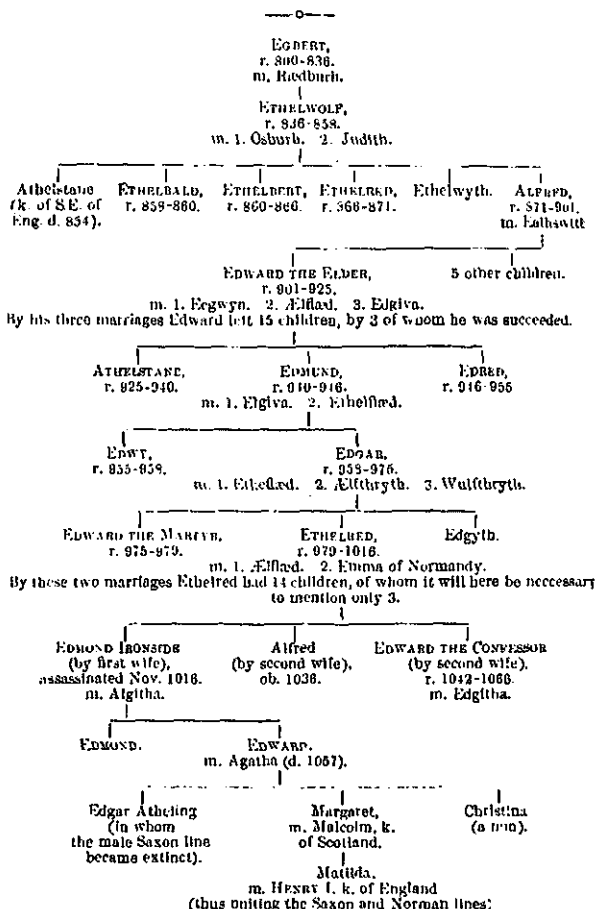 EGBERT,
r. 800-836.
m. Redburh.
ETHELWOLF,
r. 836-858.
m. 1. Osburh. 2. Judith.
Athelstane ETHELBALD, ETHELBERT, ETHELRED, Ethelwyth. ALFRED,
(k. of S.E. of r. 858-860. r. 860-866. r. 866-871. r. 871-901.
Eng. d. 854). m.
EDWARD THE ELDER, 5 other children.
r. 901-925.
m. 1. Ecgwyn. 2. Ælflæd. 3. Edgiva.
By his three marriages Edward left 15 children, by 3 of whom he was succeeded.
ATHELSTANE, EDMUND, EDRED,
r. 925-940. r. 940-946. r. 946-955
m. 1. Elgiva. 2. Ethelflæd.
EDWY, EDGAR,
r. 955-958. r. 958-975.
m. 1. Ethelflæd. 2. Ælfthryth. 3. Wulfthryth.
EDWARD THE MARTYR, ETHELRED, Edgyth.
r. 975-979. r. 979-1016.
m. 1. Ælflæd. 2. Emma of Normandy.
By these two marriages Ethelred had 14 children, of whom it will here be necessary
to mention only 3.
EDMOND IRONSIDE Alfred EDWARD THE CONFESSOR
(by first wife), (by second wife), (by second wife).
assassinated Nov. 1016. ob. 1036. r. 1042-1066.
m. Algitha. m. Edgitha.
EDMOND. EDWARD.
m. Agatha (d. 1057).
Edgar Atheling Margaret, Christina
(in whom m. Malcolm, k. (a nun).
the male Saxon line of Scotland.
became extinct).
Matilda.
m. HENRY I. k. of England
(thus uniting the Saxon and Norman lines)